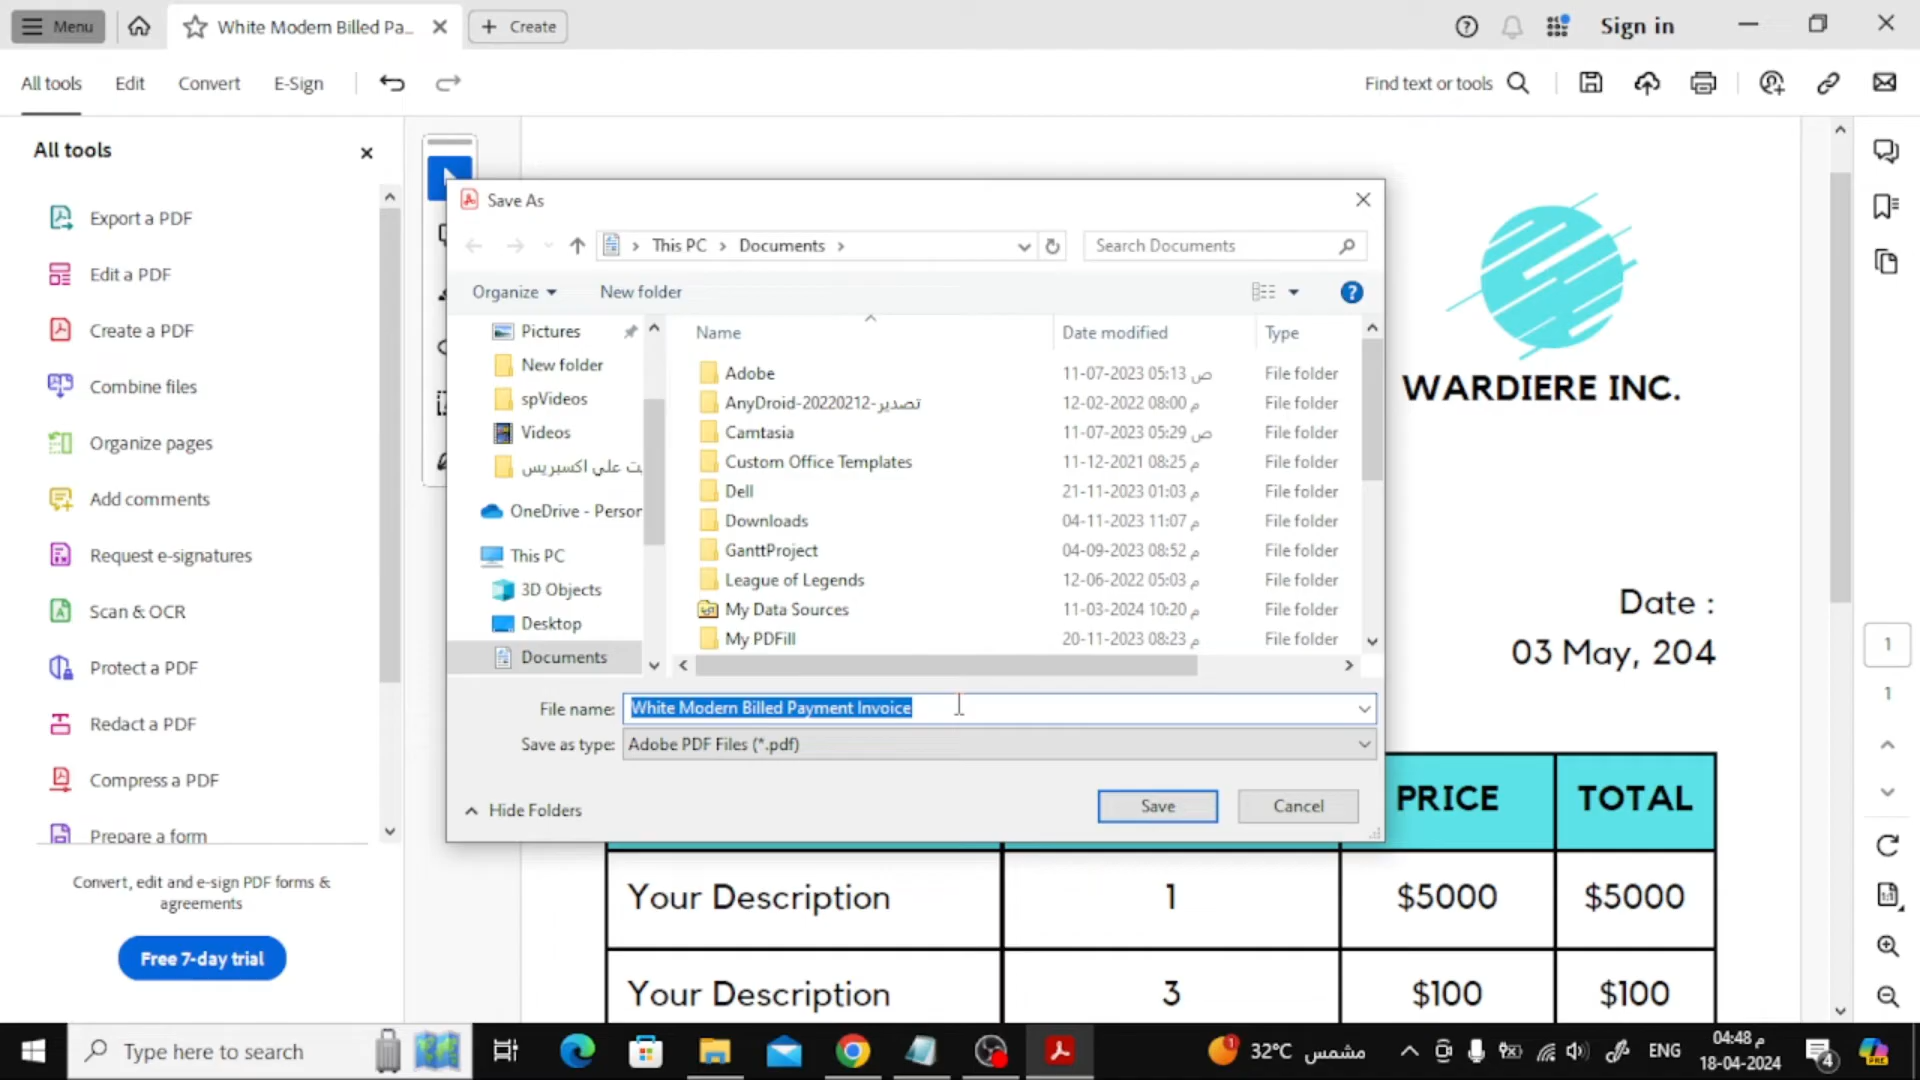 Menu
White Modern Billed Pa...
Create
Sign in
All tools
Edit
Convert
E-Sign
Find text or tools
All tools
Export a PDF
Edit a PDF
Create a PDF
Combine files
Organize pages
Add comments
Request e-signatures
Scan & OCR
Protect a PDF
Redact a PDF
Compress a PDF
Prepare a form
Convert, edit and e-sign PDF forms &
agreements
Free 7-day trial
Save As
This PC > Documents >
Search Documents
Organize
New folder
Pictures
New folder
spVideos
Videos
يت علي اكسبريس
OneDrive - Person
This PC
3D Objects
Desktop
Documents
Name Date modified Type
Adobe 11-07-2023 05:13 ص File folder
AnyDroid-20220212-تصدير 12-02-2022 08:00 م File folder
Camtasia 11-07-2023 05:29 ص File folder
Custom Office Templates 11-12-2021 08:25 م File folder
Dell 21-11-2023 01:03 م File folder
Downloads 04-11-2023 11:07 م File folder
GanttProject 04-09-2023 08:52 م File folder
League of Legends 12-06-2022 05:03 م File folder
My Data Sources 11-03-2024 10:20 م File folder
My PDFill 20-11-2023 08:23 م File folder
File name: White Modern Billed Payment Invoice
Save as type: Adobe PDF Files (*.pdf)
Hide Folders
Save
Cancel
WARDIERE INC.
Date :
03 May, 204
PRICE TOTAL
Your Description 1 $5000 $5000
Your Description 3 $100 $100
1
1
Type here to search
1
32°C مشمس
ENG
04:48 م
18-04-2024
4
PRE